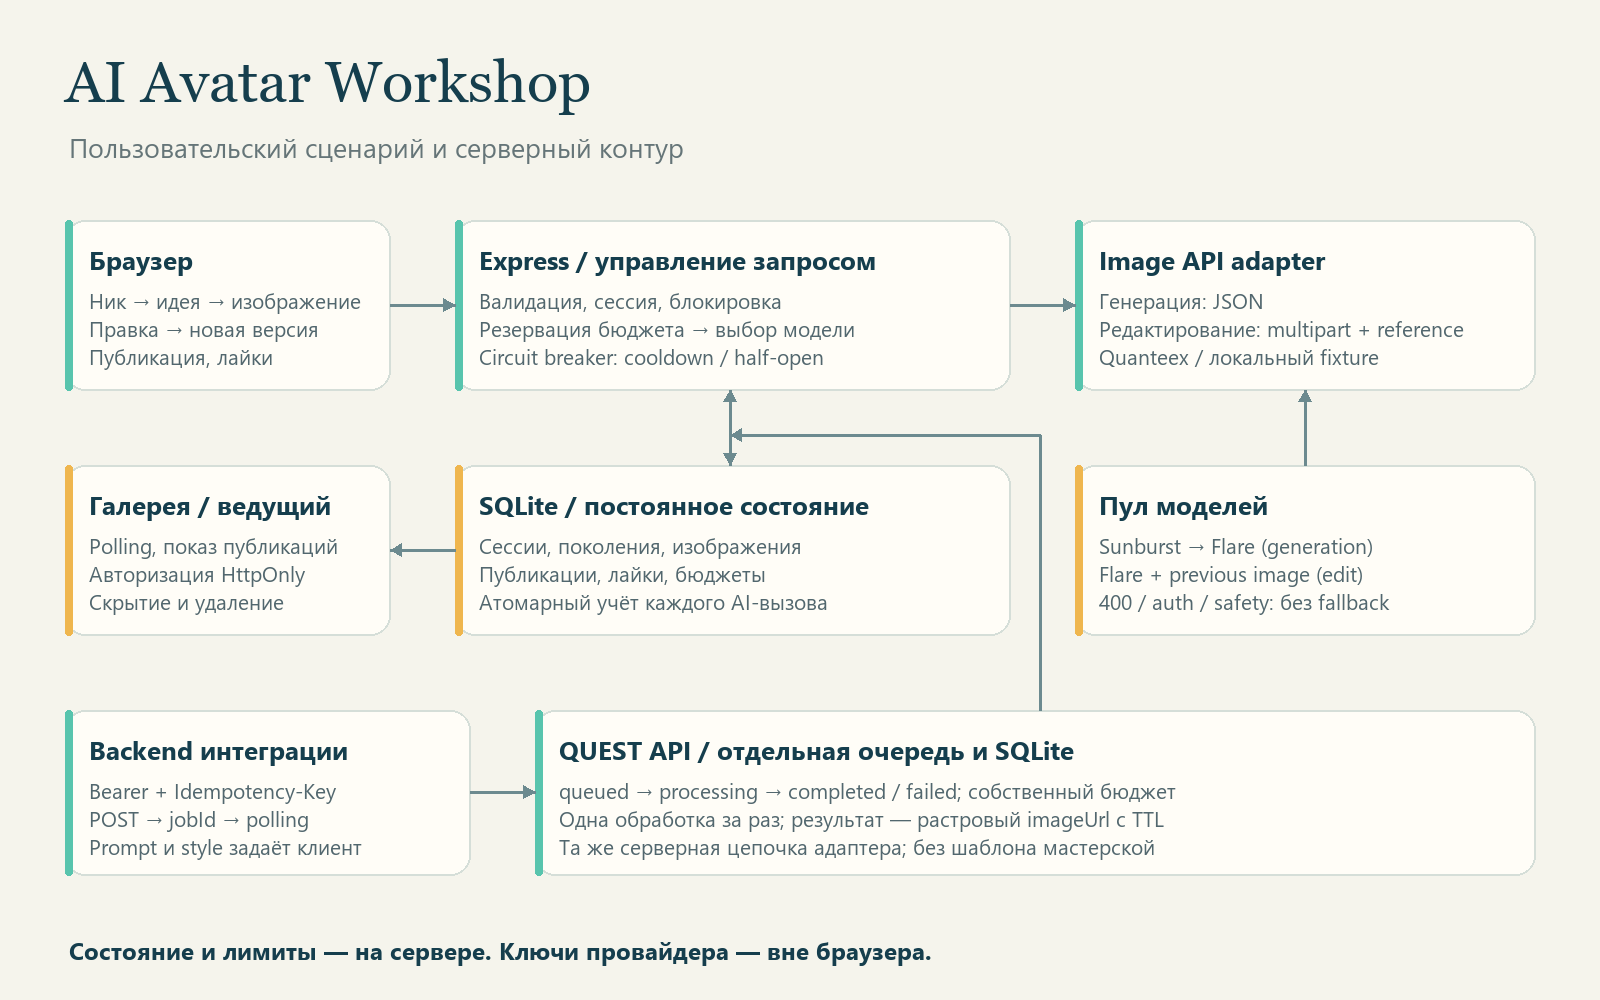 AI Avatar Workshop
Пользовательский сценарий и серверный контур
Браузер
Ник → идея → изображение
Правка → новая версия
Публикация, лайки
Express / управление запросом
Валидация, сессия, блокировка
Резервация бюджета → выбор модели
Circuit breaker: cooldown / half-open
Image API adapter
Генерация: JSON
Редактирование: multipart + reference
Quanteex / локальный fixture
Галерея / ведущий
Polling, показ публикаций
Авторизация HttpOnly
Скрытие и удаление
SQLite / постоянное состояние
Сессии, поколения, изображения
Публикации, лайки, бюджеты
Атомарный учёт каждого AI-вызова
Пул моделей
Sunburst → Flare (generation)
Flare + previous image (edit)
400 / auth / safety: без fallback
Backend интеграции
Bearer + Idempotency-Key
POST → jobId → polling
Prompt и style задаёт клиент
QUEST API / отдельная очередь и SQLite
queued → processing → completed / failed; собственный бюджет
Одна обработка за раз; результат — растровый imageUrl с TTL
Та же серверная цепочка адаптера; без шаблона мастерской
Состояние и лимиты — на сервере. Ключи провайдера — вне браузера.